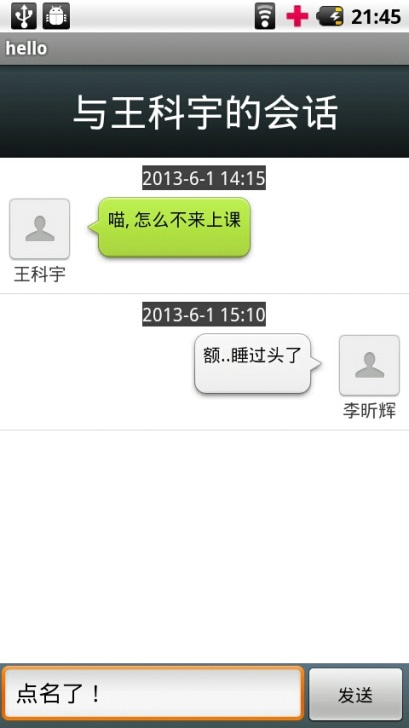 21:45
hello
与王科宇的会话
2013-6-1 14:15
喵,怎么不来上课
王科宇
2013-6-1 15:10
额..睡过头了
李昕辉
点名了！
发送